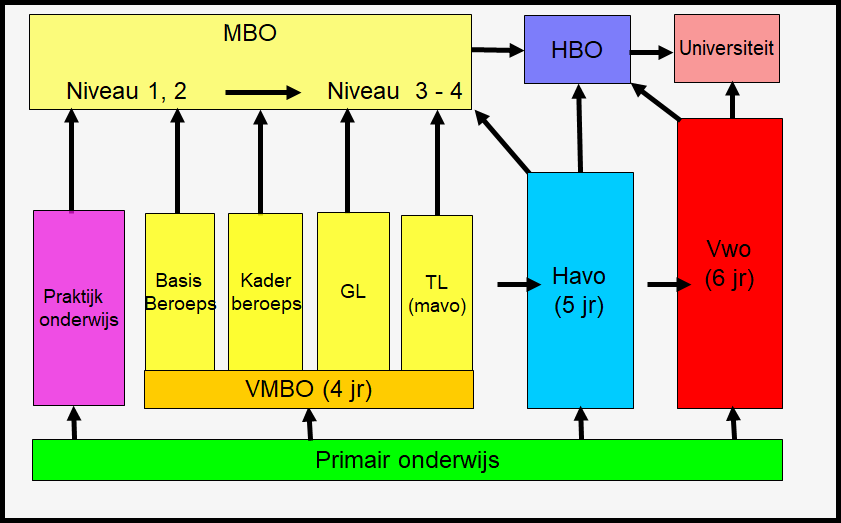 MBO
Niveau 1, 2
Niveau 3 - 4
HBO
Universiteit
Praktijk
onderwijs
Basis
Beroeps
Kader
beroeps
GL
TL
(mavo)
VMBO (4 jr)
Havo
(5 jr)
Vwo
(6 jr)
Primair onderwijs